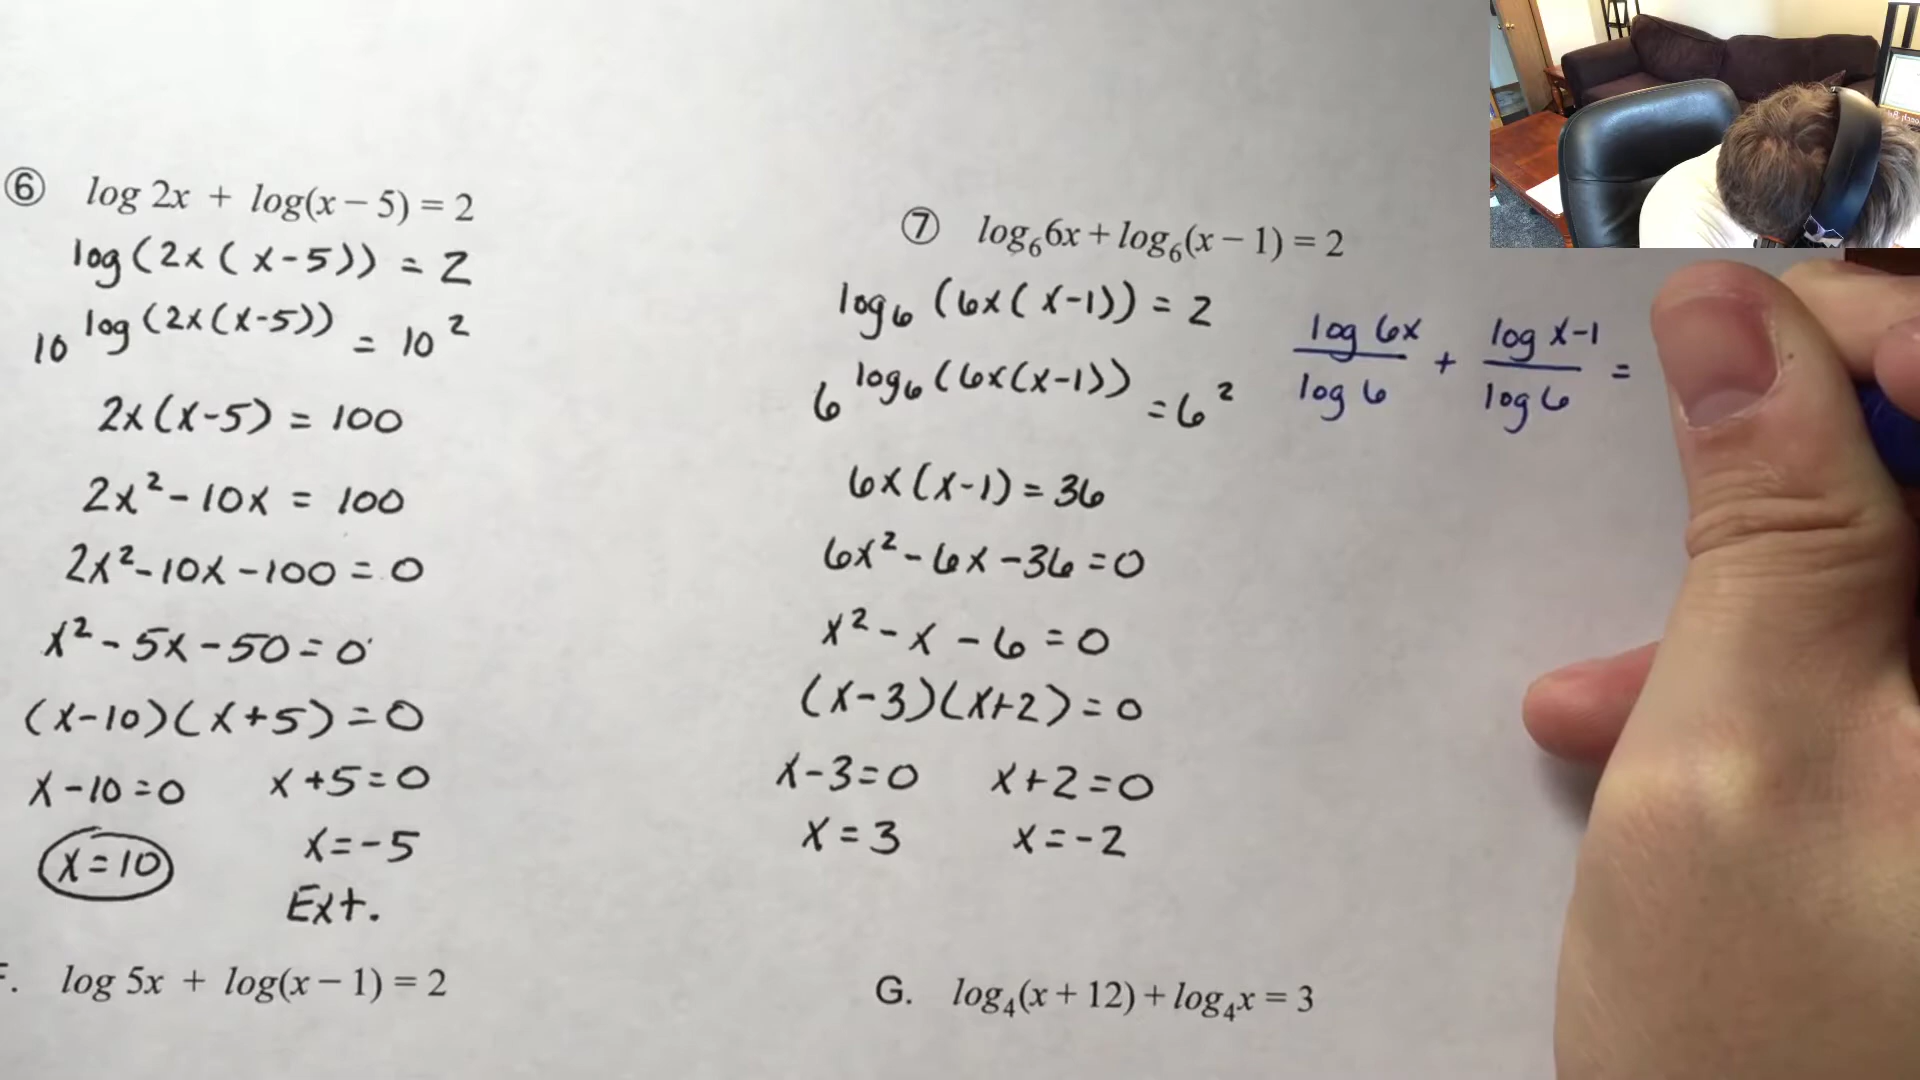 ⑥ log 2x + log(x − 5) = 2
log(2x(x-5)) = 2
10^log(2x(x-5)) = 10^2
2x(x-5) = 100
2x² - 10x = 100
2x² - 10x - 100 = 0
x² - 5x - 50 = 0
(x-10)(x+5) = 0
x-10=0 x+5=0
x=10 x=-5
Ext.
⑦ log₆6x + log₆(x − 1) = 2
log₆(6x(x-1)) = 2
6^log₆(6x(x-1)) = 6^2
6x(x-1) = 36
6x² - 6x - 36 = 0
x² - x - 6 = 0
(x-3)(x+2) = 0
x-3=0 x+2=0
x=3 x=-2
log 6x / log 6 + log x-1 / log 6 =
F. log 5x + log(x − 1) = 2
G. log₄(x + 12) + log₄x = 3